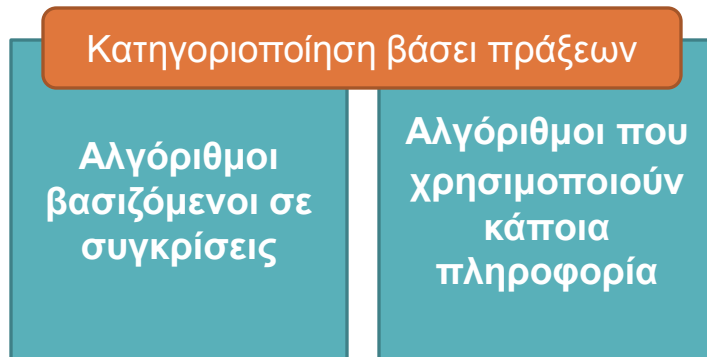 Κατηγοριοποίηση βάσει πράξεων
Αλγόριθμοι
βασιζόμενοι σε
συγκρίσεις
Αλγόριθμοι που
χρησιμοποιούν
κάποια
πληροφορία